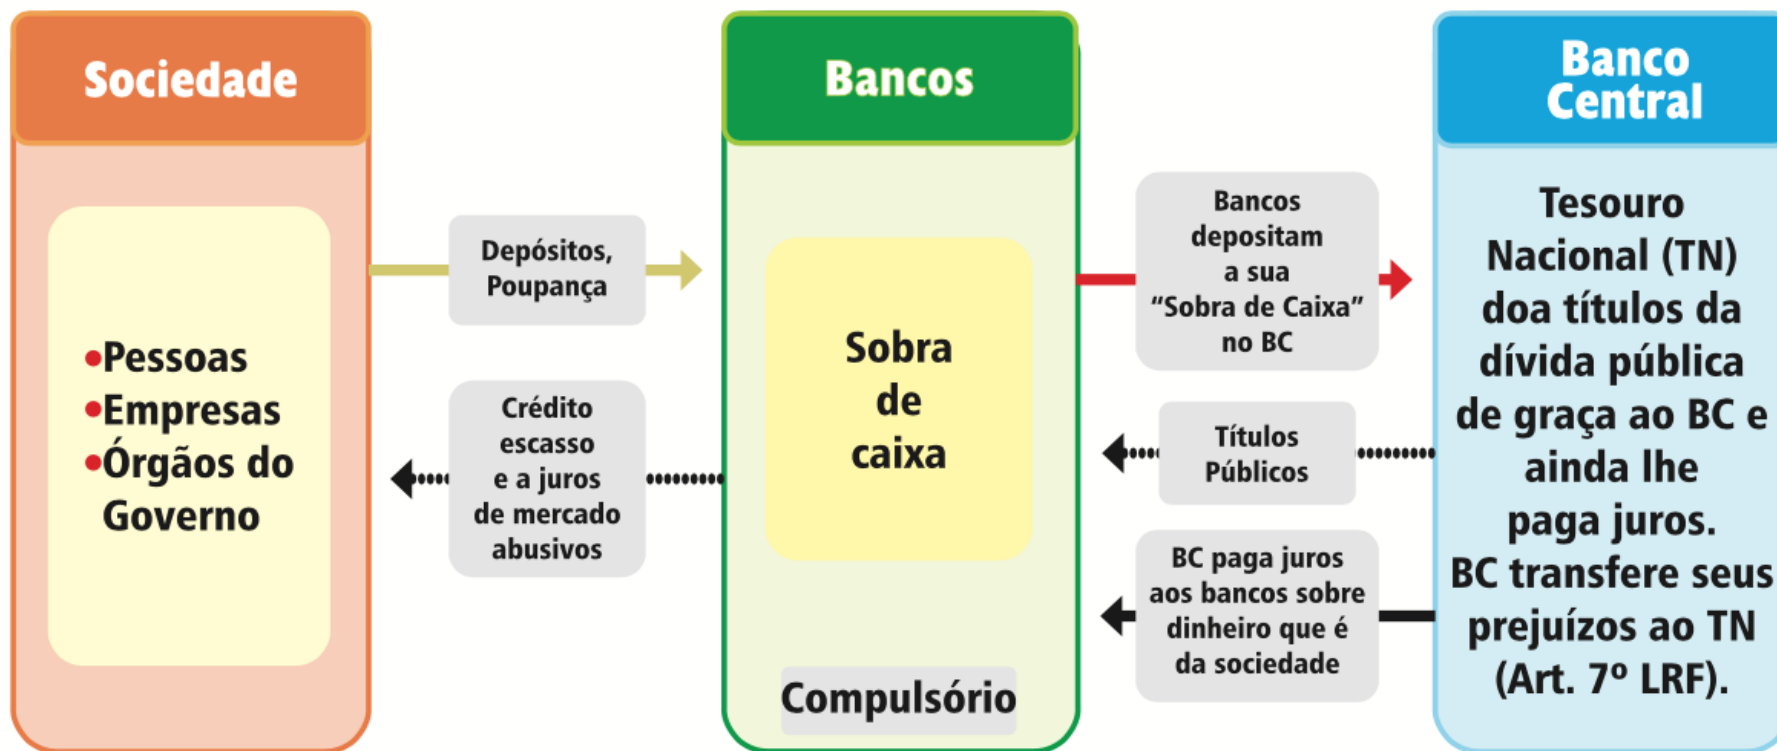 Sociedade
•Pessoas
•Empresas
•Órgãos do
Governo
Depósitos,
Poupança
Crédito
escasso
e a juros
de mercado
abusivos
Bancos
Sobra
de
caixa
Compulsório
Bancos
depositam
a sua
“Sobra de Caixa”
no BC
Títulos
Públicos
BC paga juros
aos bancos sobre
dinheiro que é
da sociedade
Banco
Central
Tesouro
Nacional (TN)
doa títulos da
dívida pública
de graça ao BC e
ainda lhe
paga juros.
BC transfere seus
prejuízos ao TN
(Art. 7º LRF).